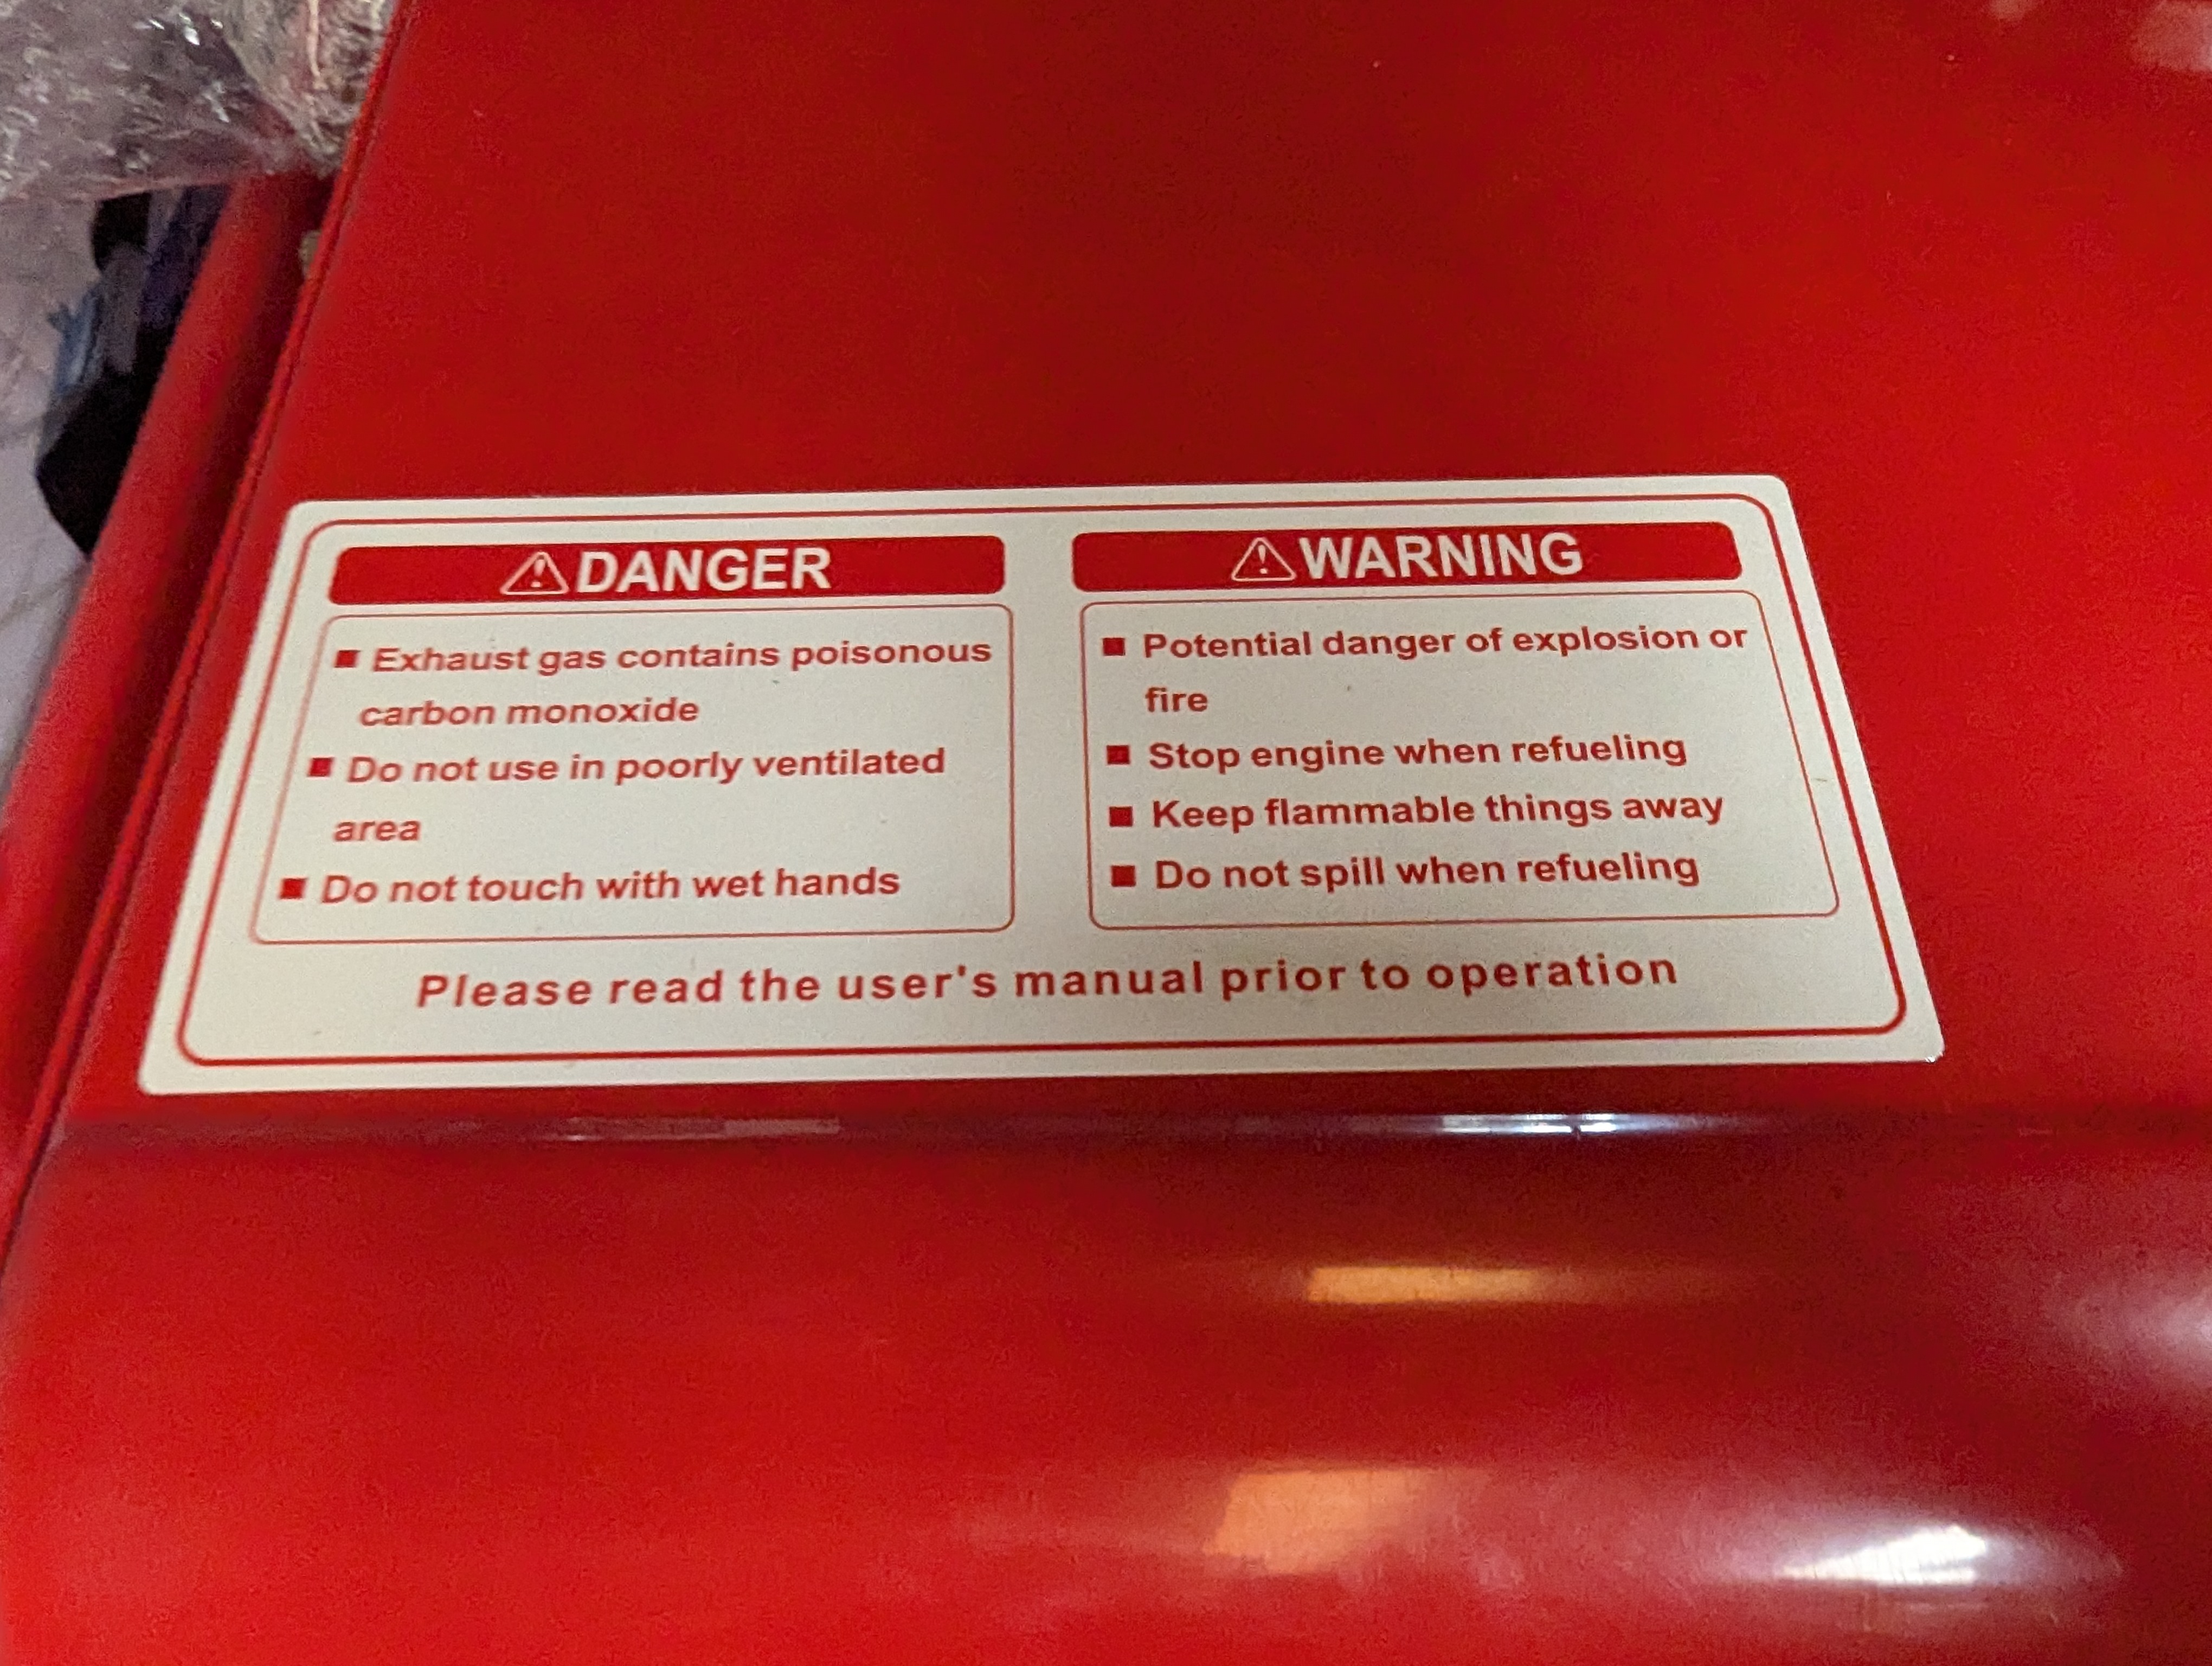 DANGER
■ Exhaust gas contains poisonous
carbon monoxide
■ Do not use in poorly ventilated
area
■ Do not touch with wet hands
WARNING
■ Potential danger of explosion or
fire
■ Stop engine when refueling
■ Keep flammable things away
■ Do not spill when refueling
Please read the user's manual prior to operation